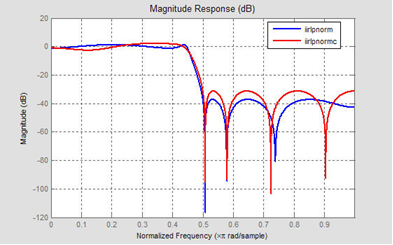 Magnitude Response (dB)
iirlpnorm
iirlpnormc
Magnitude (dB)
20
0
-20
-40
-60
-80
-100
-120
0 0.1 0.2 0.3 0.4 0.5 0.6 0.7 0.8 0.9
Normalized Frequency (×π rad/sample)